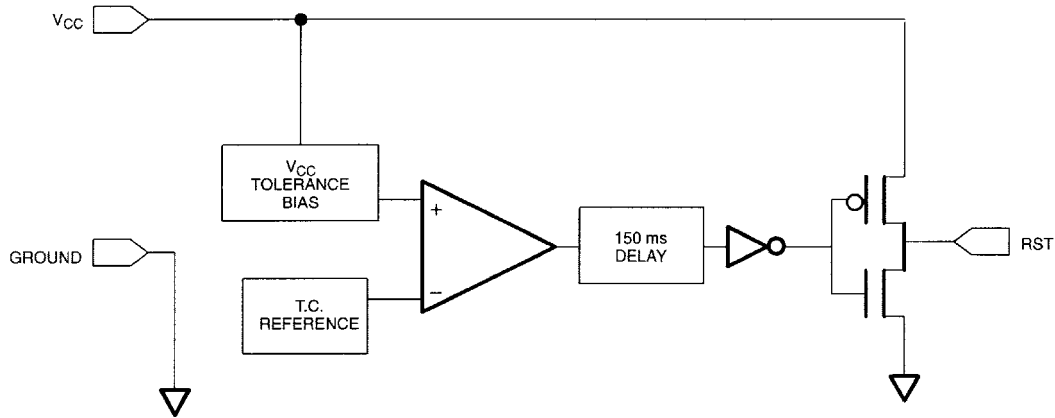 VCC
VCC
TOLERANCE
BIAS
+
150 ms
DELAY
RST
GROUND
−
T.C.
REFERENCE